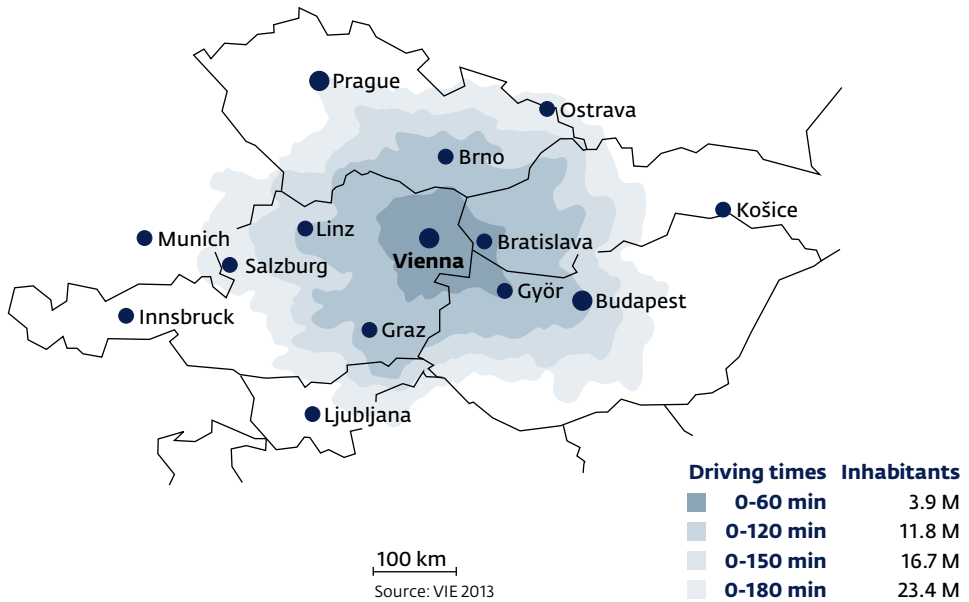 Prague
Ostrava
Brno
Košice
Linz
Munich
Bratislava
Vienna
Salzburg
Györ
Budapest
Innsbruck
Graz
Ljubljana
Driving times Inhabitants
0-60 min 3.9 M
0-120 min 11.8 M
0-150 min 16.7 M
0-180 min 23.4 M
100 km
Source: VIE 2013